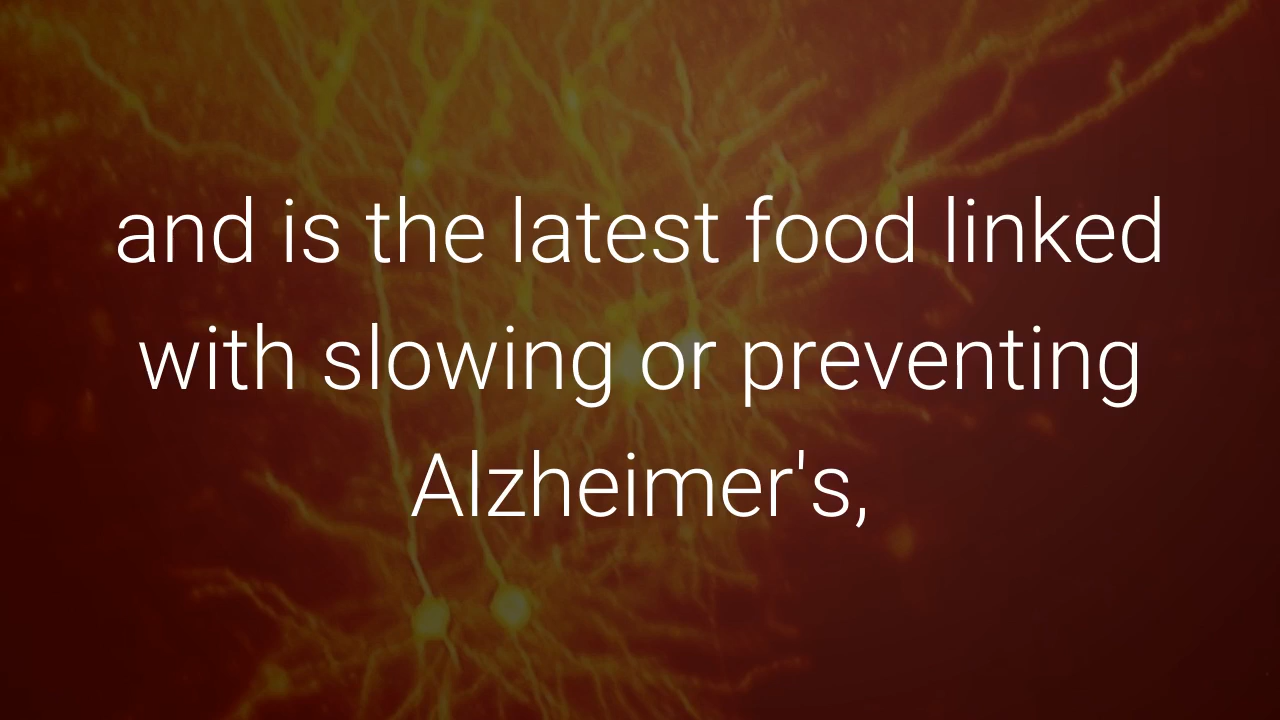 and is the latest food linked
with slowing or preventing
Alzheimer's,